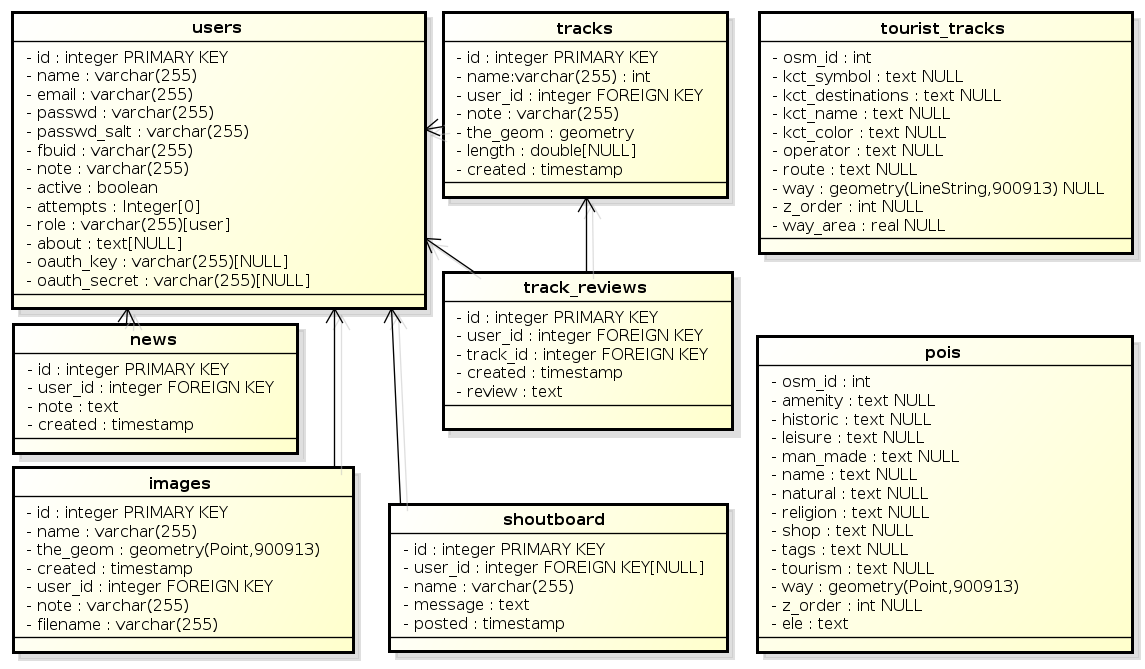 users
- id : integer PRIMARY KEY
- name : varchar(255)
- email : varchar(255)
- passwd : varchar(255)
- passwd_salt : varchar(255)
- fbuid : varchar(255)
- note : varchar(255)
- active : boolean
- attempts : Integer[0]
- role : varchar(255)[user]
- about : text[NULL]
- oauth_key : varchar(255)[NULL]
- oauth_secret : varchar(255)[NULL]
tracks
- id : integer PRIMARY KEY
- name:varchar(255) : int
- user_id : integer FOREIGN KEY
- note : varchar(255)
- the_geom : geometry
- length : double[NULL]
- created : timestamp
tourist_tracks
- osm_id : int
- kct_symbol : text NULL
- kct_destinations : text NULL
- kct_name : text NULL
- kct_color : text NULL
- operator : text NULL
- route : text NULL
- way : geometry(LineString,900913) NULL
- z_order : int NULL
- way_area : real NULL
track_reviews
- id : integer PRIMARY KEY
- user_id : integer FOREIGN KEY
- track_id : integer FOREIGN KEY
- created : timestamp
- review : text
news
- id : integer PRIMARY KEY
- user_id : integer FOREIGN KEY
- note : text
- created : timestamp
pois
- osm_id : int
- amenity : text NULL
- historic : text NULL
- leisure : text NULL
- man_made : text NULL
- name : text NULL
- natural : text NULL
- religion : text NULL
- shop : text NULL
- tags : text NULL
- tourism : text NULL
- way : geometry(Point,900913)
- z_order : int NULL
- ele : text
images
- id : integer PRIMARY KEY
- name : varchar(255)
- the_geom : geometry(Point,900913)
- created : timestamp
- user_id : integer FOREIGN KEY
- note : varchar(255)
- filename : varchar(255)
shoutboard
- id : integer PRIMARY KEY
- user_id : integer FOREIGN KEY[NULL]
- name : varchar(255)
- message : text
- posted : timestamp